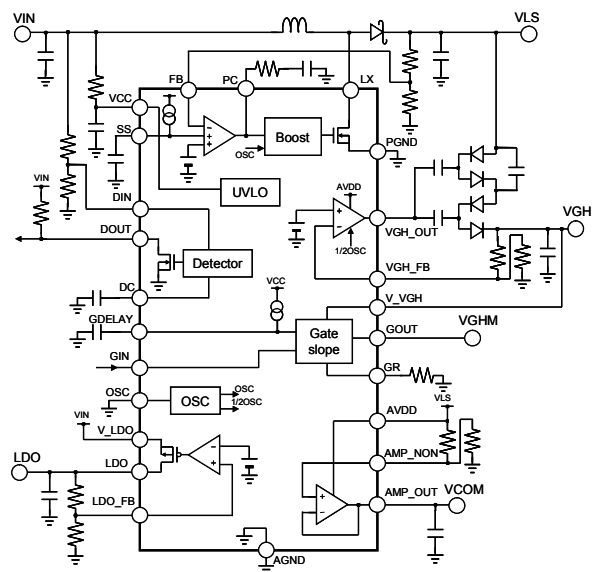 VIN
VLS
FB
PC
LX
VCC
SS
Boost
OSC
PGND
VIN
UVLO
AVDD
DIN
DOUT
VGH_OUT
VGH
1/2OSC
Detector
VGH_FB
DC
VCC
V_VGH
GDELAY
Gate
slope
GOUT
VGHM
GIN
GR
OSC
OSC
OSC
1/2OSC
VLS
VIN
AVDD
V_LDO
LDO
LDO
AMP_NON
LDO_FB
AMP_OUT
VCOM
AGND